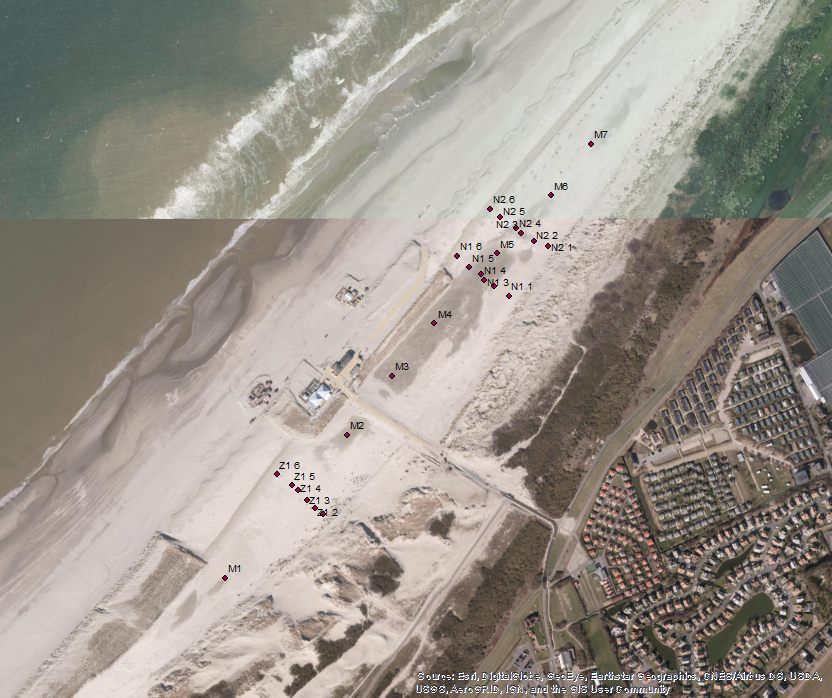 M7
M6
N2 6
N2 5
N2 3
N2 4
N2 2
N2 1
M5
N1 6
N1 5
N1 4
N1 3
N1 1
M4
M3
M2
Z1 6
Z1 5
Z1 4
Z1 3
Z1 2
M1
Source: Esri, DigitalGlobe, GeoEye, Earthstar Geographics, CNES/Airbus DS, USDA,
USGS, AeroGRID, IGN, and the GIS User Community